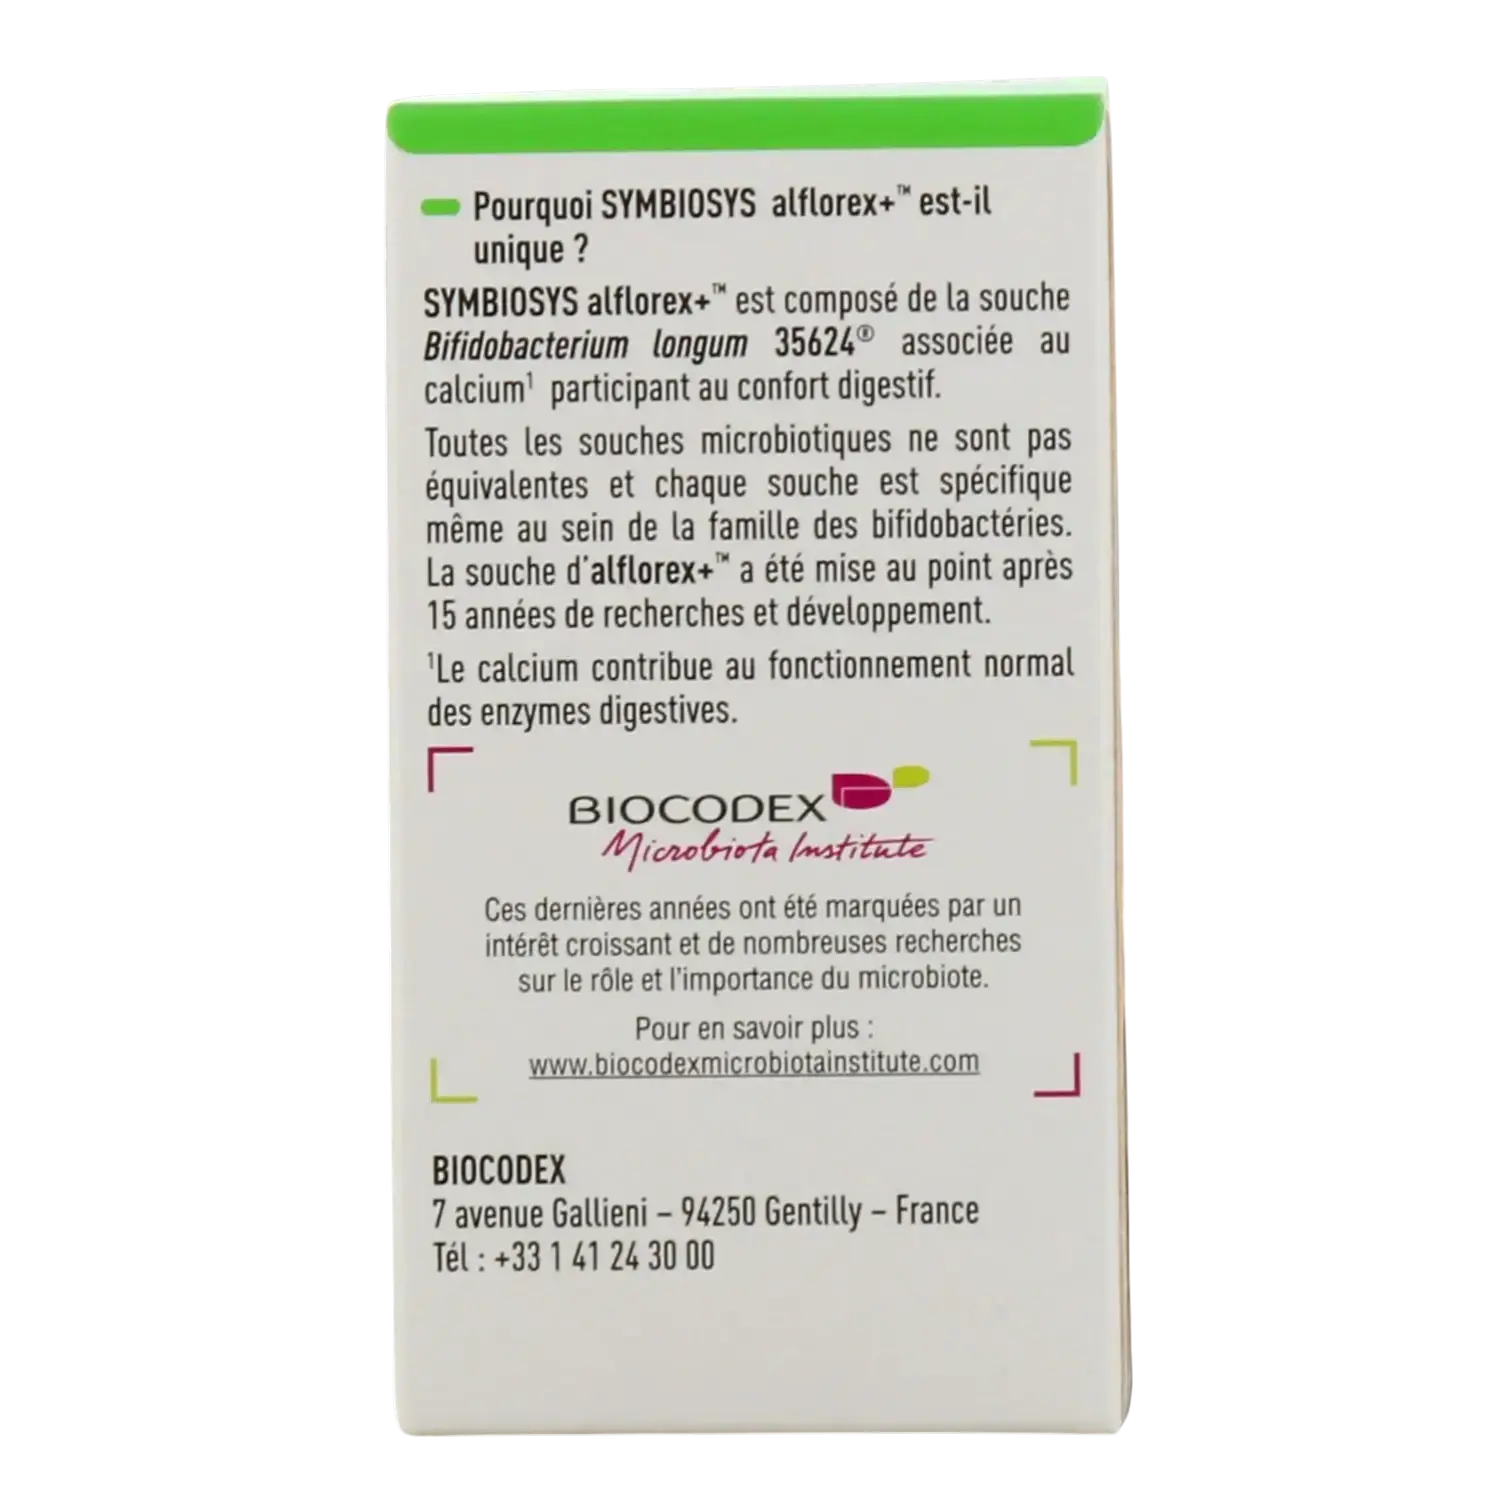 Pourquoi SYMBIOSYS alflorex+™ est-il
unique ?
SYMBIOSYS alflorex+™ est composé de la souche
Bifidobacterium longum 35624® associée au
calcium¹ participant au confort digestif.
Toutes les souches microbiotiques ne sont pas
équivalentes et chaque souche est spécifique
même au sein de la famille des bifidobactéries.
La souche d'alflorex+™ a été mise au point après
15 années de recherches et développement.
¹Le calcium contribue au fonctionnement normal
des enzymes digestives.
BIOCODEX
Microbiota Institute
Ces dernières années ont été marquées par un
intérêt croissant et de nombreuses recherches
sur le rôle et l'importance du microbiote.
Pour en savoir plus :
www.biocodexmicrobiotainstitute.com
BIOCODEX
7 avenue Gallieni – 94250 Gentilly – France
Tél : +33 1 41 24 30 00